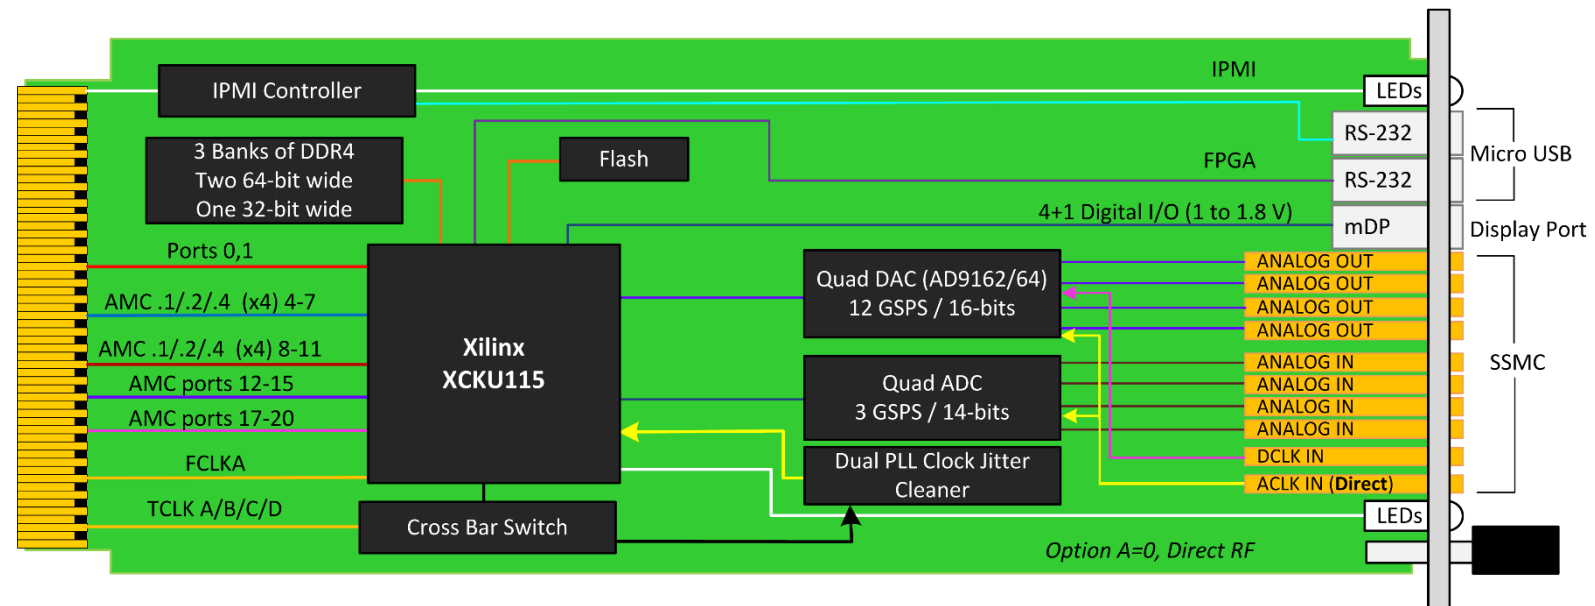 IPMI Controller
IPMI
LEDs
RS-232
Micro USB
3 Banks of DDR4
Two 64-bit wide
One 32-bit wide
Flash
FPGA
RS-232
4+1 Digital I/O (1 to 1.8 V)
mDP
Display Port
Ports 0,1
AMC .1/.2/.4  (x4) 4-7
AMC .1/.2/.4  (x4) 8-11
AMC ports 12-15
AMC ports 17-20
FCLKA
TCLK A/B/C/D
Xilinx
XCKU115
Quad DAC (AD9162/64)
12 GSPS / 16-bits
Quad ADC
3 GSPS / 14-bits
Dual PLL Clock Jitter
Cleaner
Cross Bar Switch
ANALOG OUT
ANALOG OUT
ANALOG OUT
ANALOG OUT
ANALOG IN
ANALOG IN
ANALOG IN
ANALOG IN
DCLK IN
ACLK IN (Direct)
SSMC
LEDs
Option A=0, Direct RF